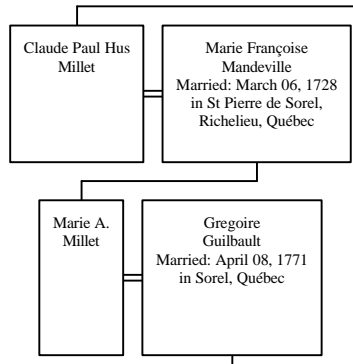 Claude Paul Hus
Millet
Marie Françoise
Mandeville
Married: March 06, 1728
in St Pierre de Sorel,
Richelieu, Québec
Marie A.
Millet
Gregoire
Guilbault
Married: April 08, 1771
in Sorel, Québec